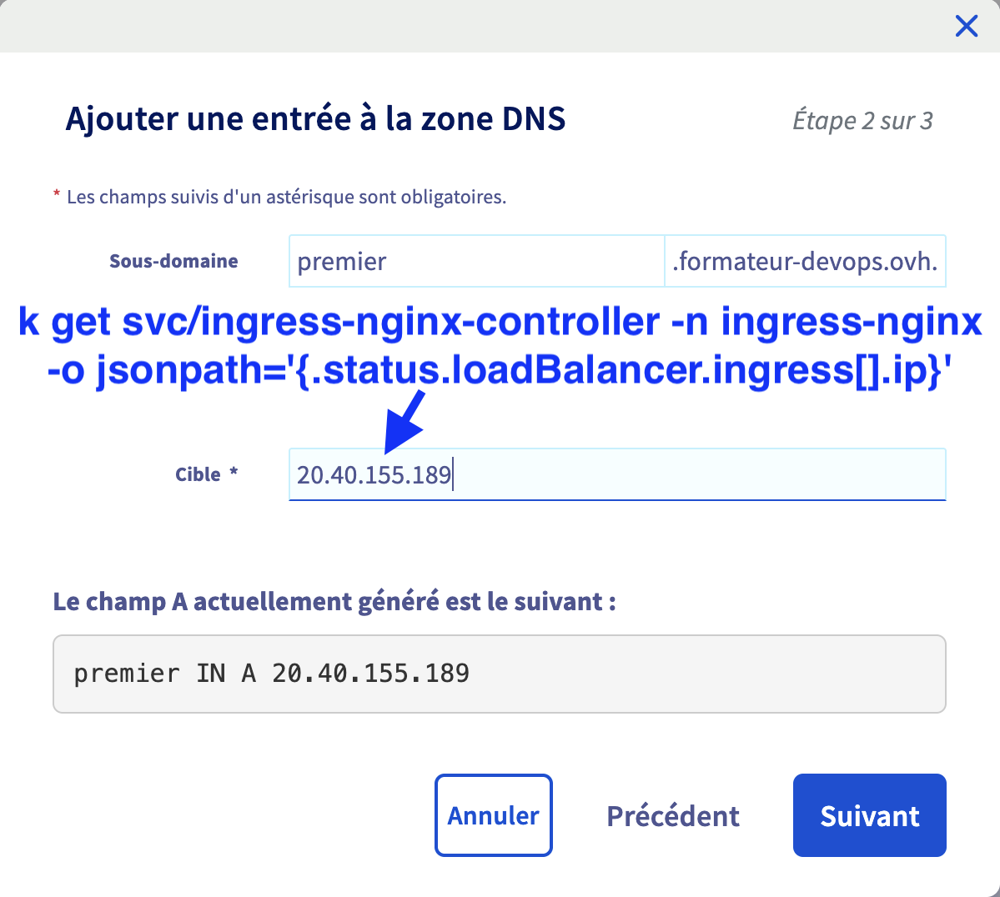 Ajouter une entrée à la zone DNS
Étape 2 sur 3
* Les champs suivis d'un astérisque sont obligatoires.
Sous-domaine premier .formateur-devops.ovh.
k get svc/ingress-nginx-controller -n ingress-nginx
-o jsonpath='{.status.loadBalancer.ingress[].ip}'
Cible * 20.40.155.189
Le champ A actuellement généré est le suivant :
premier IN A 20.40.155.189
Annuler Précédent Suivant